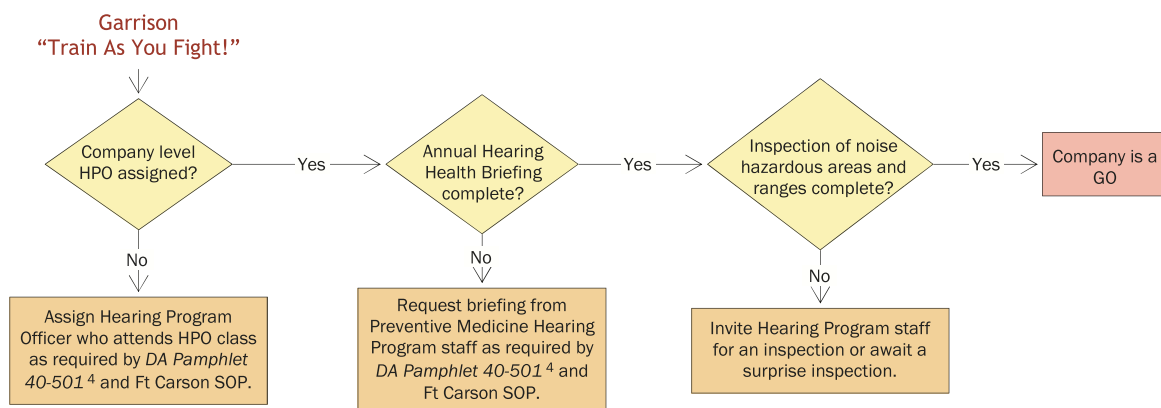 Garrison
“Train As You Fight!”
Company level
HPO assigned?
Yes
Annual Hearing
Health Briefing
complete?
Yes
Inspection of noise
hazardous areas and
ranges complete?
Yes
Company is a
GO
No
Assign Hearing Program
Officer who attends HPO class
as required by DA Pamphlet
40-501 4 and Ft Carson SOP.
No
Request briefing from
Preventive Medicine Hearing
Program staff as required by
DA Pamphlet 40-501 4 and
Ft Carson SOP.
No
Invite Hearing Program staff
for an inspection or await a
surprise inspection.